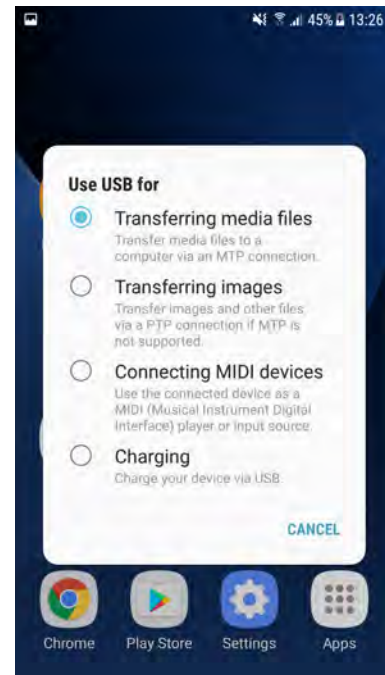 45% 13:26
Use USB for
Transferring media files
Transfer media files to a
computer via an MTP connection.
Transferring images
Transfer images and other files
via a PTP connection if MTP is
not supported.
Connecting MIDI devices
Use the connected device as a
MIDI (Musical Instrument Digital
Interface) player or input source.
Charging
Charge your device via USB.
CANCEL
Chrome Play Store Settings Apps